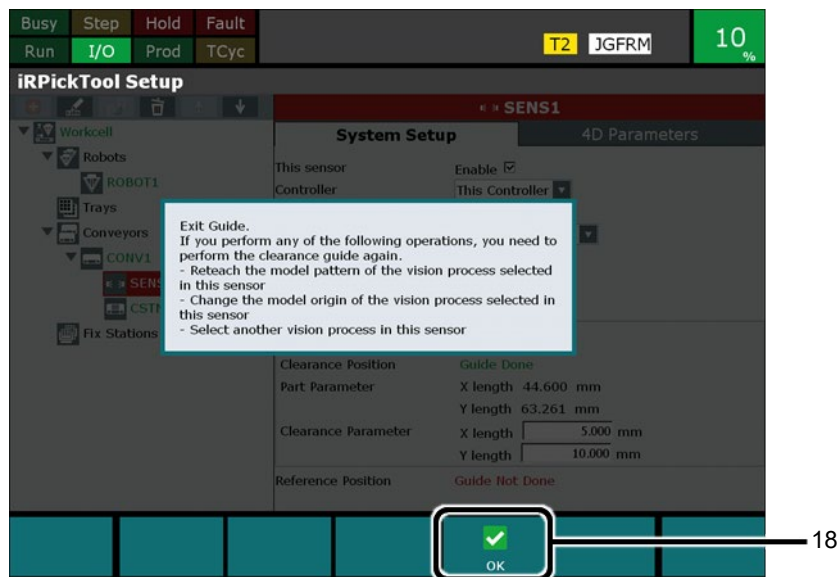 Busy Step Hold Fault
Run I/O Prod TCyc
T2 JGFRM
10 %
iRPickTool Setup
SENS1
System Setup 4D Parameters
Workcell
Robots
ROBOT1
Trays
Conveyors
CONV1
SENS
CSTN
Fix Stations
This sensor Enable
Controller This Controller
Exit Guide.
If you perform any of the following operations, you need to
perform the clearance guide again.
- Reteach the model pattern of the vision process selected
in this sensor
- Change the model origin of the vision process selected in
this sensor
- Select another vision process in this sensor
Clearance Position Guide Done
Part Parameter X length 44.600 mm
Y length 63.261 mm
Clearance Parameter X length 5.000 mm
Y length 10.000 mm
Reference Position Guide Not Done
OK
18